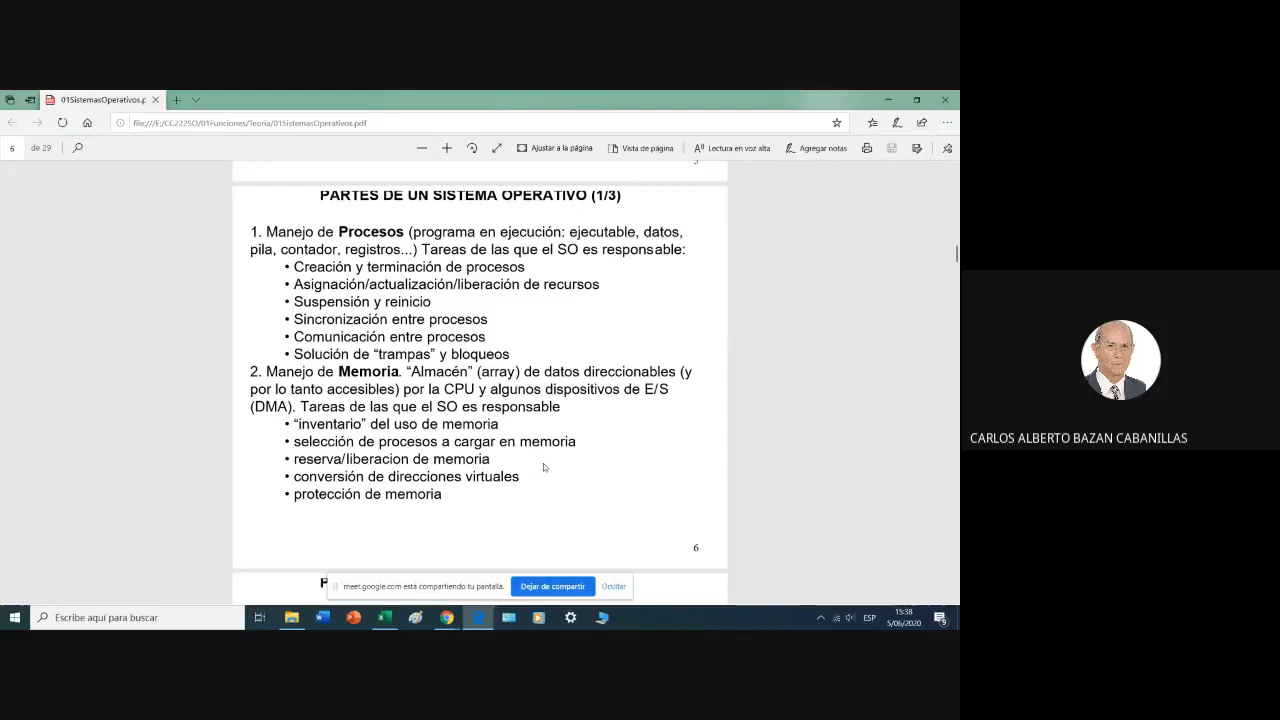 01SistemasOperativos.p
file:///E:/CC222SO/01Funciones/Teoria/01SistemasOperativos.pdf
6 de 29
Ajustar a la página
Vista de página
Lectura en voz alta
Agregar notas
5
PARTES DE UN SISTEMA OPERATIVO (1/3)
1. Manejo de Procesos (programa en ejecución: ejecutable, datos,
pila, contador, registros...) Tareas de las que el SO es responsable:
• Creación y terminación de procesos
• Asignación/actualización/liberación de recursos
• Suspensión y reinicio
• Sincronización entre procesos
• Comunicación entre procesos
• Solución de “trampas” y bloqueos
2. Manejo de Memoria. “Almacén” (array) de datos direccionables (y
por lo tanto accesibles) por la CPU y algunos dispositivos de E/S
(DMA). Tareas de las que el SO es responsable
• “inventario” del uso de memoria
• selección de procesos a cargar en memoria
• reserva/liberacion de memoria
• conversión de direcciones virtuales
• protección de memoria
6
CARLOS ALBERTO BAZAN CABANILLAS
meet.google.com está compartiendo tu pantalla.
Dejar de compartir
Ocultar
Escribe aquí para buscar
ESP
15:38
5/06/2020